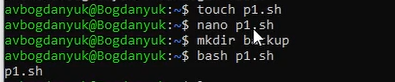 avbogdanyuk@Bogdanyuk:~$ touch p1.sh
avbogdanyuk@Bogdanyuk:~$ nano p1.sh
avbogdanyuk@Bogdanyuk:~$ mkdir backup
avbogdanyuk@Bogdanyuk:~$ bash p1.sh
p1.sh